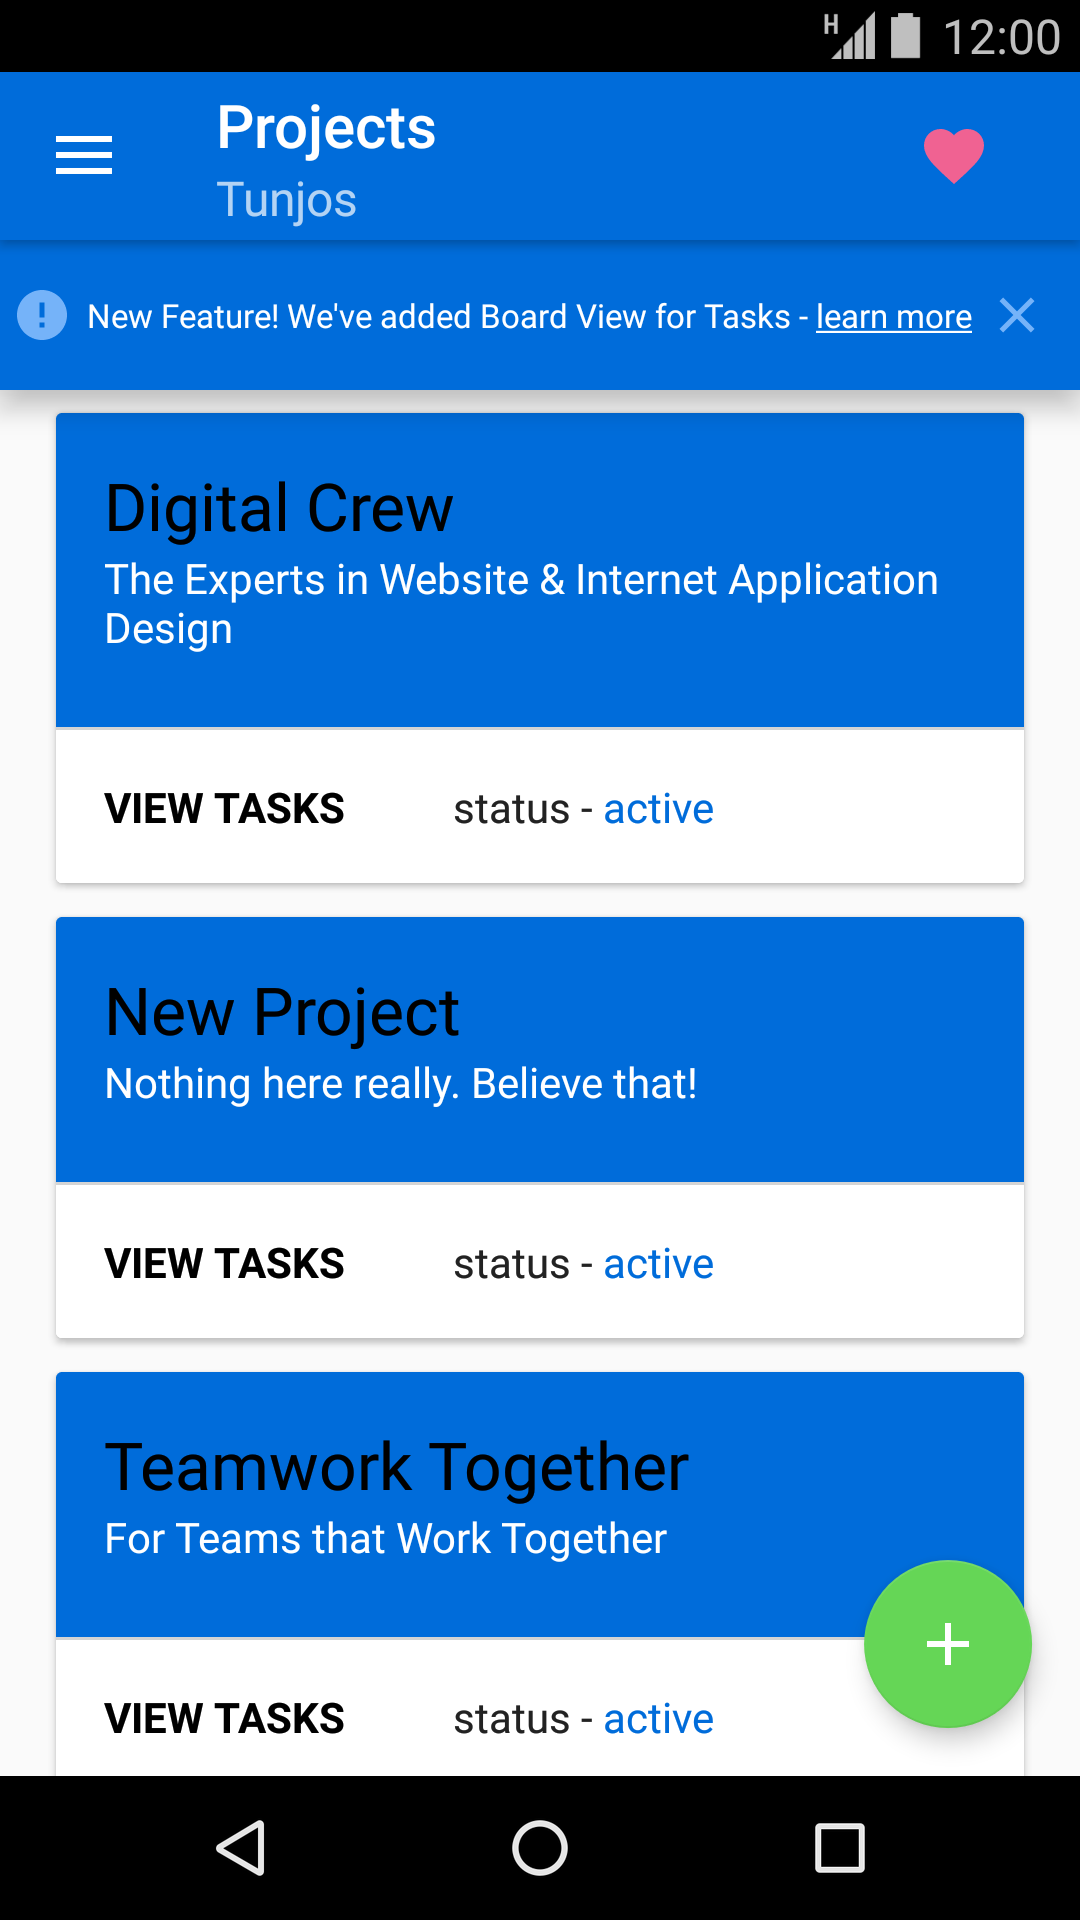 H 12:00
Projects
Tunjos
New Feature! We've added Board View for Tasks - learn more
Digital Crew
The Experts in Website & Internet Application
Design
VIEW TASKS status - active
New Project
Nothing here really. Believe that!
VIEW TASKS status - active
Teamwork Together
For Teams that Work Together
VIEW TASKS status - active